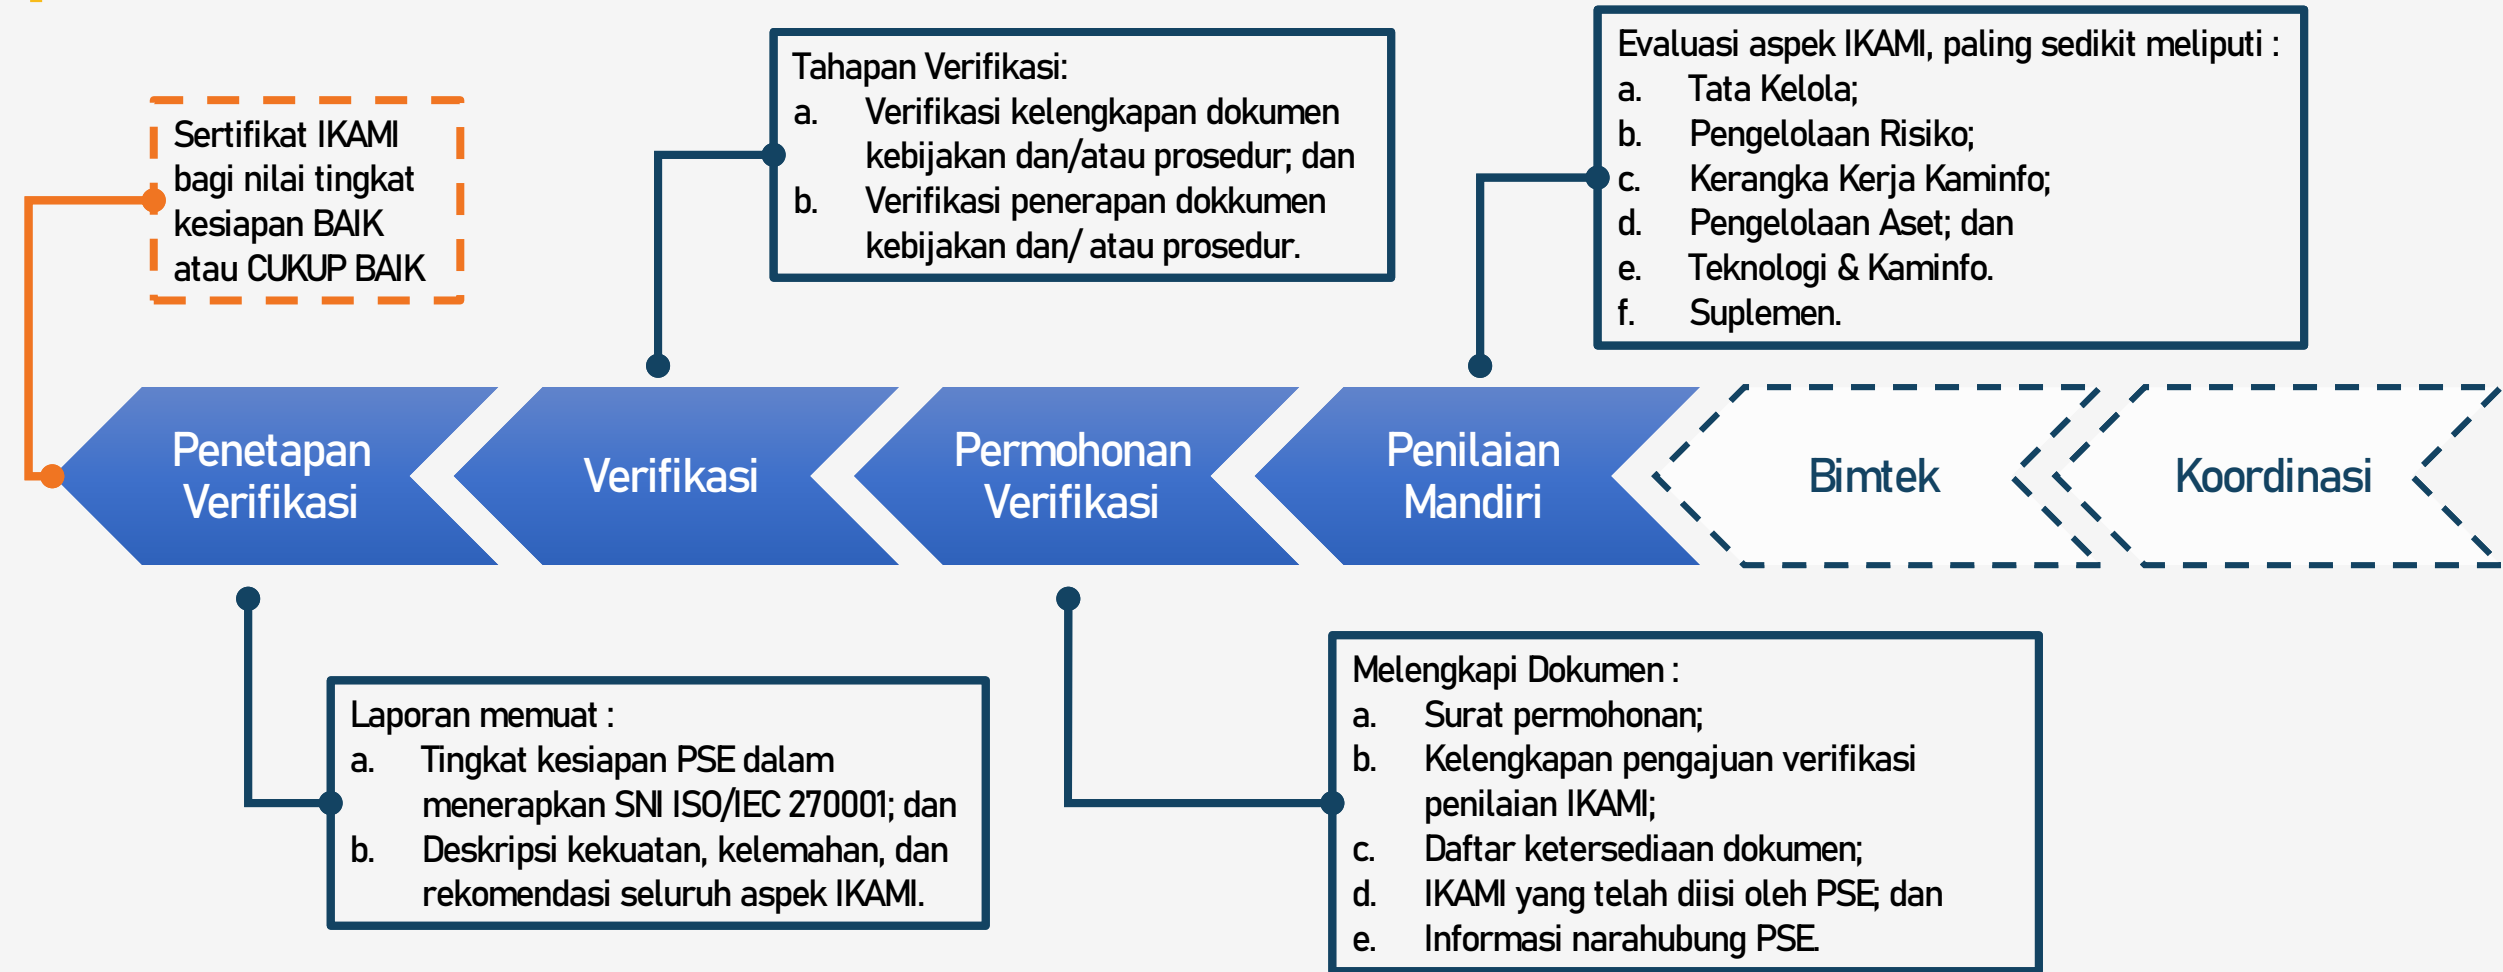 Sertifikat IKAMI
bagi nilai tingkat
kesiapan BAIK
atau CUKUP BAIK
Tahapan Verifikasi:
a. Verifikasi kelengkapan dokumen
kebijakan dan/atau prosedur; dan
b. Verifikasi penerapan dokkumen
kebijakan dan/ atau prosedur.
Evaluasi aspek IKAMI, paling sedikit meliputi :
a. Tata Kelola;
b. Pengelolaan Risiko;
c. Kerangka Kerja Kaminfo;
d. Pengelolaan Aset; dan
e. Teknologi & Kaminfo.
f. Suplemen.
Penetapan
Verifikasi
Verifikasi
Permohonan
Verifikasi
Penilaian
Mandiri
Bimtek
Koordinasi
Laporan memuat :
a. Tingkat kesiapan PSE dalam
menerapkan SNI ISO/IEC 270001; dan
b. Deskripsi kekuatan, kelemahan, dan
rekomendasi seluruh aspek IKAMI.
Melengkapi Dokumen :
a. Surat permohonan;
b. Kelengkapan pengajuan verifikasi
penilaian IKAMI;
c. Daftar ketersediaan dokumen;
d. IKAMI yang telah diisi oleh PSE; dan
e. Informasi narahubung PSE.